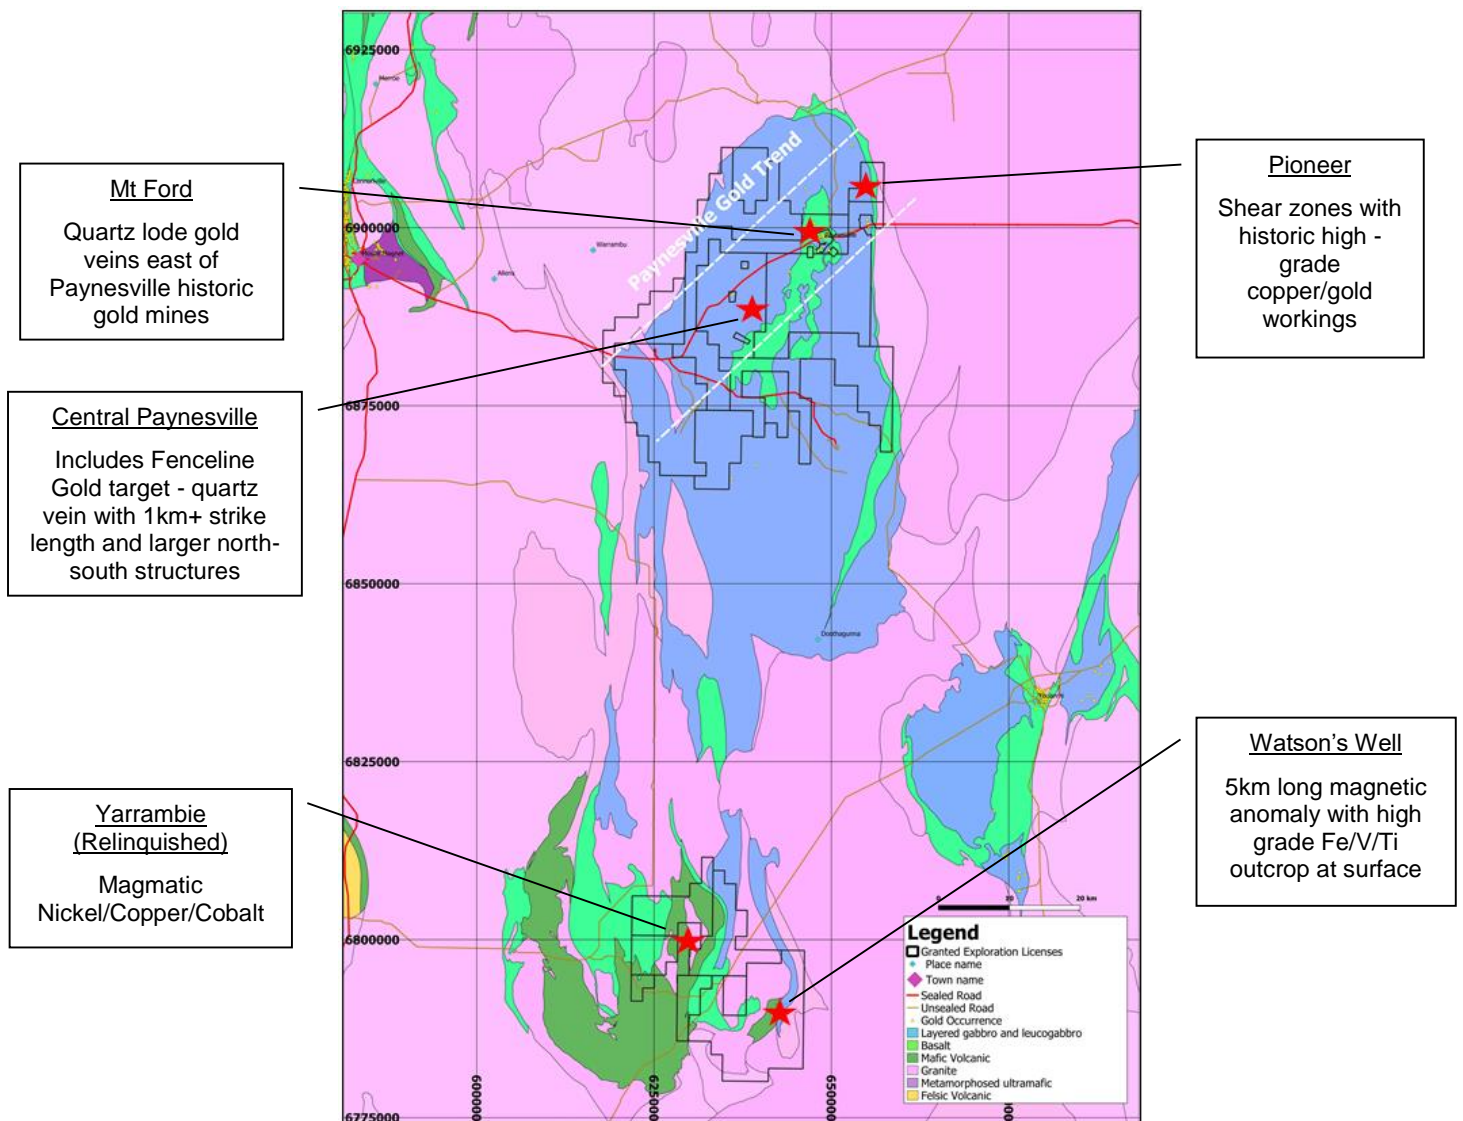 6925000
Meeroo
Mt Ford
Quartz lode gold
veins east of
Paynesville historic
gold mines
Pioneer
Shear zones with
historic high -
grade
copper/gold
workings
Paynesville Gold Trend
6900000
Warrambu
Allens
Central Paynesville
Includes Fenceline
Gold target - quartz
vein with 1km+ strike
length and larger north-
south structures
6875000
6850000
6825000
Watson's Well
5km long magnetic
anomaly with high
grade Fe/V/Ti
outcrop at surface
Yarrambie
(Relinquished)
Magmatic
Nickel/Copper/Cobalt
20 km
6800000
Legend
Granted Exploration Licenses
Place name
Town name
Sealed Road
Unsealed Road
Gold Occurrence
Layered gabbro and leucogabbro
Basalt
Mafic Volcanic
Granite
Metamorphosed ultramafic
Felsic Volcanic
6775000